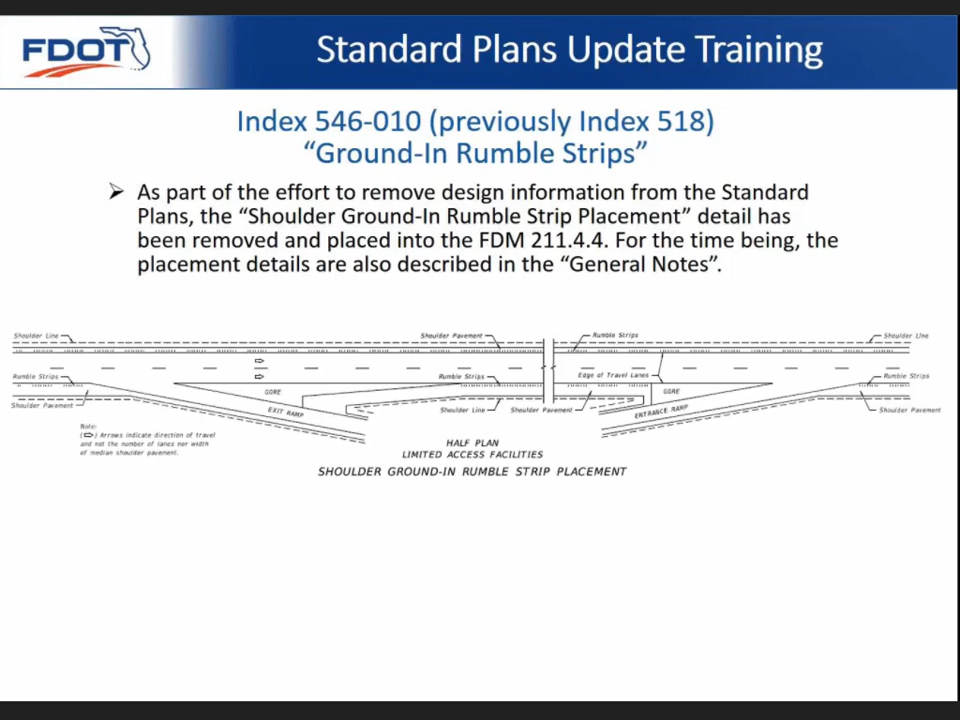 FDOT
Standard Plans Update Training
Index 546-010 (previously Index 518)
“Ground-In Rumble Strips”
➢ As part of the effort to remove design information from the Standard
Plans, the “Shoulder Ground-In Rumble Strip Placement” detail has
been removed and placed into the FDM 211.4.4. For the time being, the
placement details are also described in the “General Notes”.
Shoulder Line
Shoulder Pavement
Rumble Strips
Shoulder Line
Rumble Strips
Rumble Strips
Edge of Travel Lanes
Rumble Strips
GORE
GORE
Shoulder Pavement
EXIT RAMP
Shoulder Line
Shoulder Pavement
ENTRANCE RAMP
Shoulder Pavement
Note:
(⇨) Arrows indicate direction of travel
and not the number of lanes nor width
of median shoulder pavement.
HALF PLAN
LIMITED ACCESS FACILITIES
SHOULDER GROUND-IN RUMBLE STRIP PLACEMENT